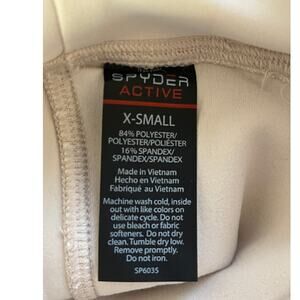 SPYDER
ACTIVE
X-SMALL
84% POLYESTER/
POLYESTER/POLIÉSTER
16% SPANDEX/
SPANDEX/SPANDEX
Made in Vietnam
Hecho en Vietnam
Fabriqué au Vietnam
Machine wash cold, inside
out with like colors on
delicate cycle. Do not
use bleach or fabric
softeners. Do not dry
clean. Tumble dry low.
Remove promptly.
Do not iron.
SP6035